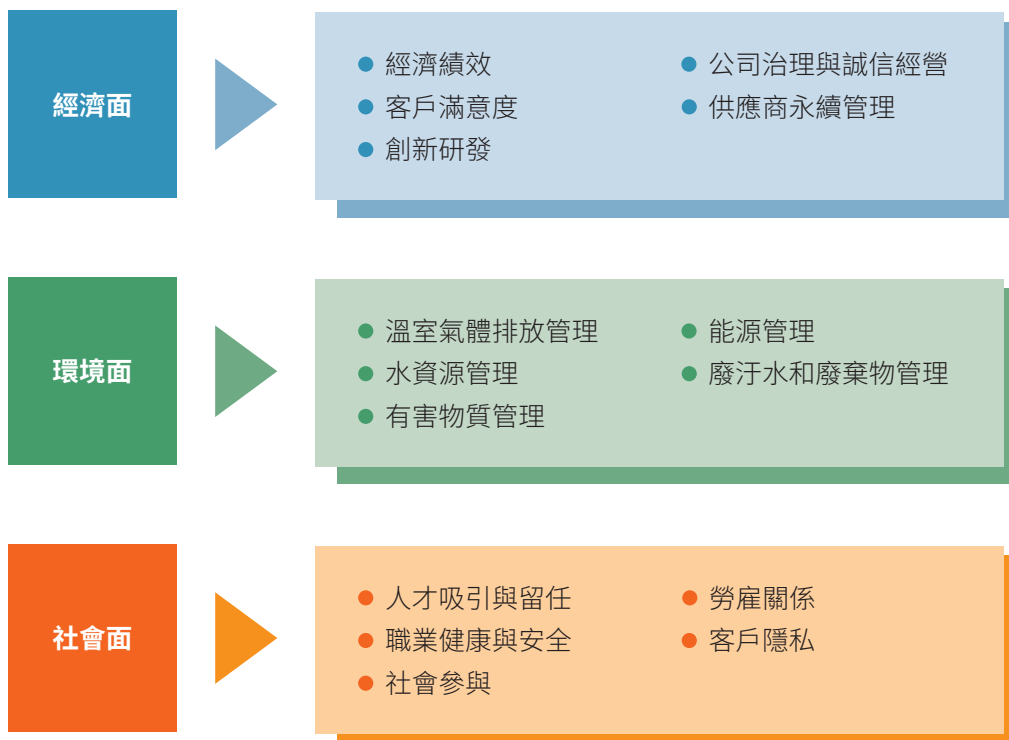 經濟面
經濟績效
客戶滿意度
創新研發
公司治理與誠信經營
供應商永續管理
環境面
溫室氣體排放管理
水資源管理
有害物質管理
能源管理
廢汙水和廢棄物管理
社會面
人才吸引與留任
職業健康與安全
社會參與
勞雇關係
客戶隱私